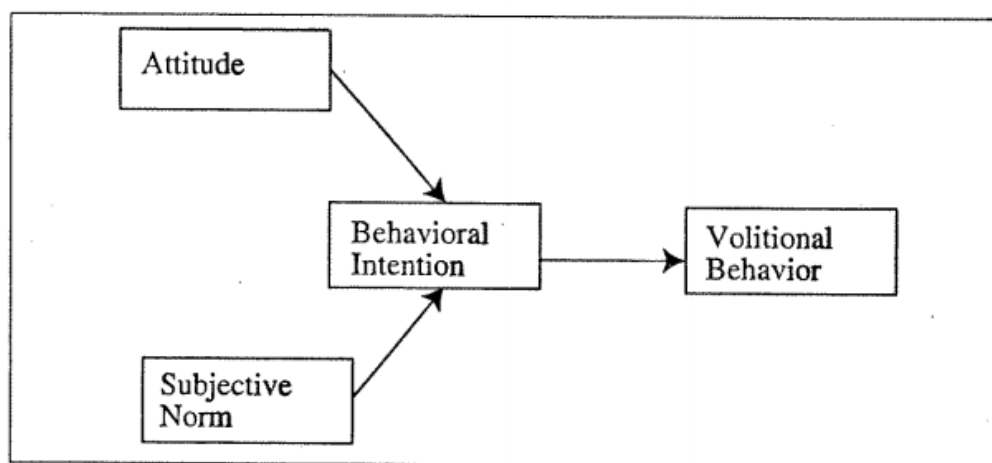 Attitude
Behavioral
Intention
Volitional
Behavior
Subjective
Norm